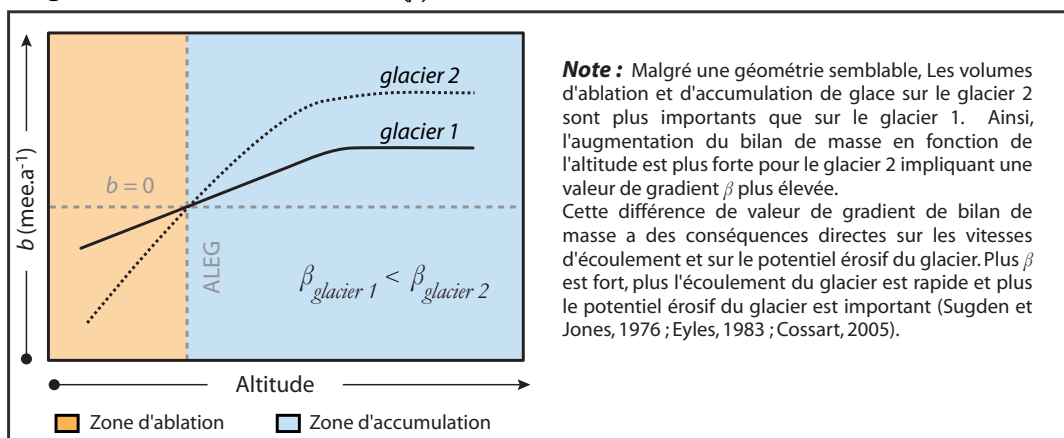 glacier 2
glacier 1
b = 0
b (mee.a⁻¹)
ALEG
β glacier 1 < β glacier 2
Altitude
Zone d'ablation
Zone d'accumulation
Note : Malgré une géométrie semblable, Les volumes
d'ablation et d'accumulation de glace sur le glacier 2
sont plus importants que sur le glacier 1. Ainsi,
l'augmentation du bilan de masse en fonction de
l'altitude est plus forte pour le glacier 2 impliquant une
valeur de gradient β plus élevée.
Cette différence de valeur de gradient de bilan de
masse a des conséquences directes sur les vitesses
d'écoulement et sur le potentiel érosif du glacier. Plus β
est fort, plus l'écoulement du glacier est rapide et plus
le potentiel érosif du glacier est important (Sugden et
Jones, 1976 ; Eyles, 1983 ; Cossart, 2005).